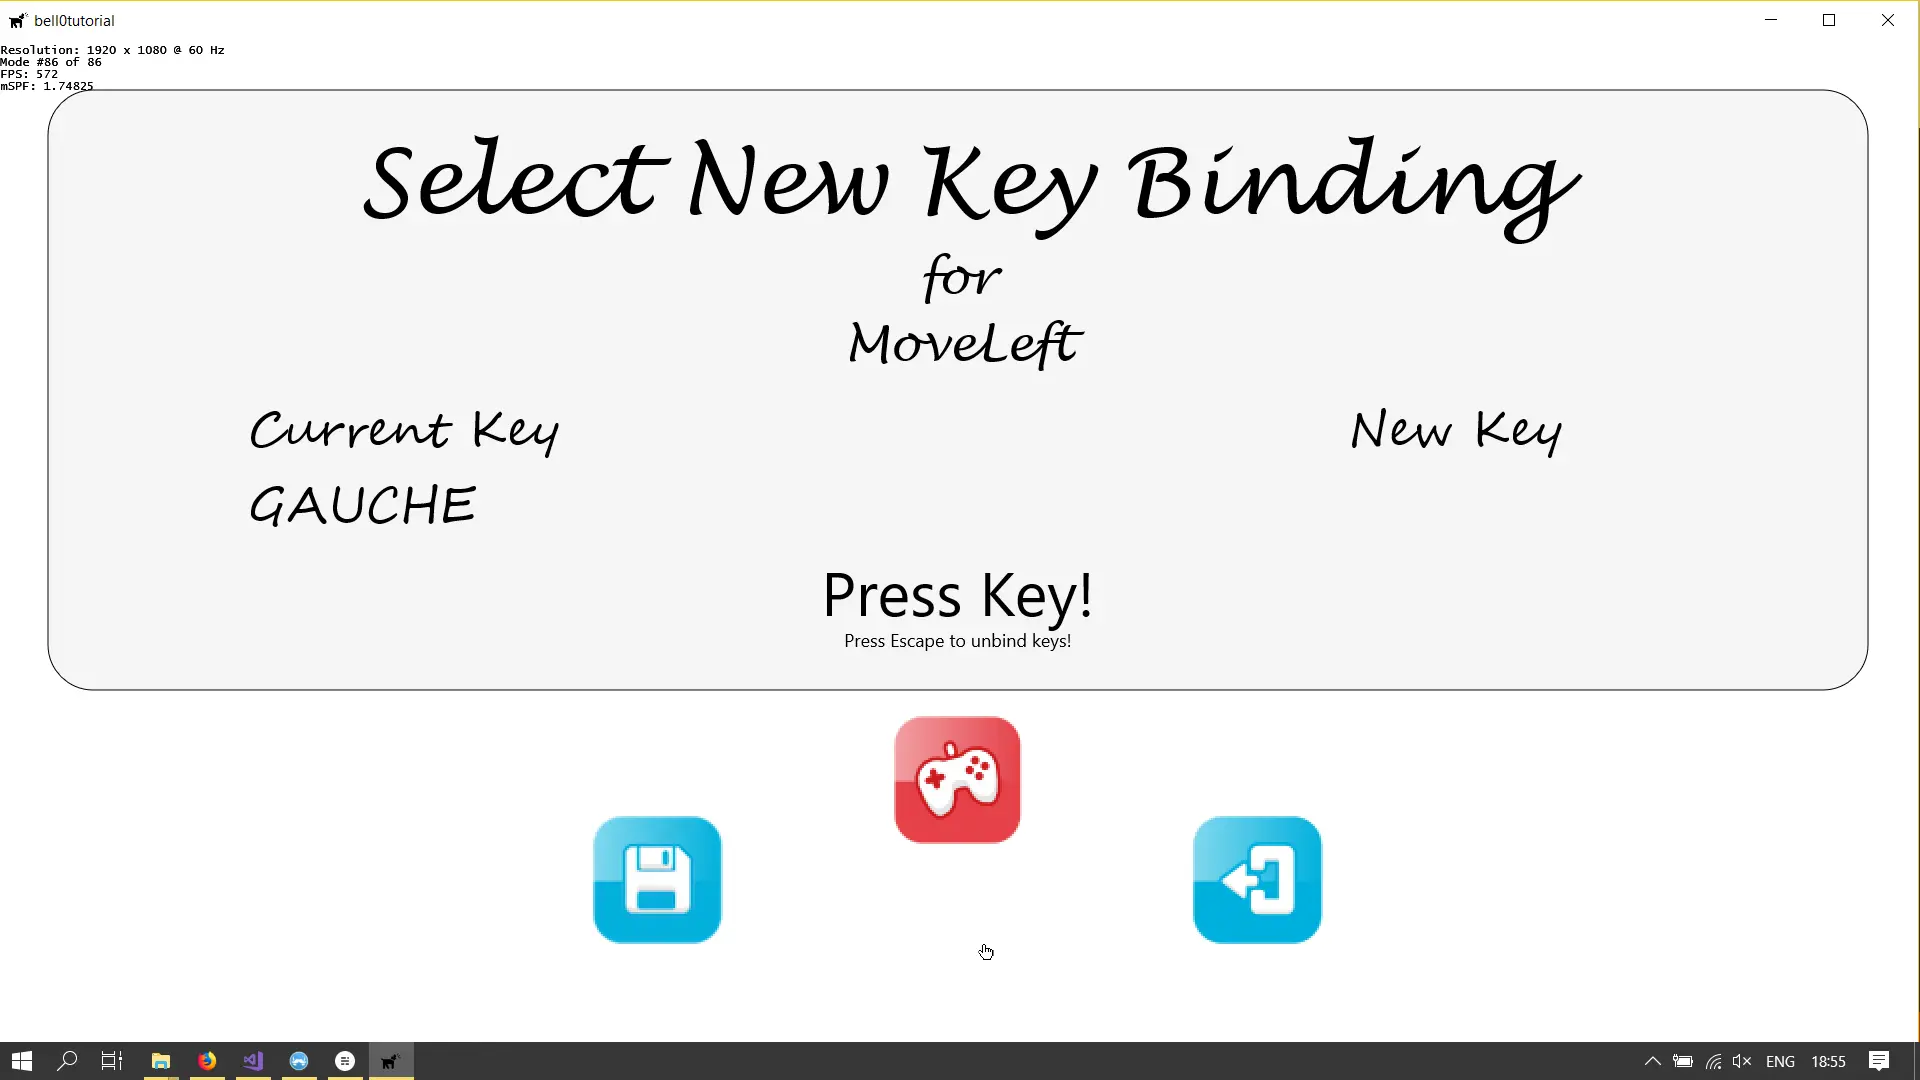 bell0tutorial
Resolution: 1920 x 1080 @ 60 Hz
Mode #86 of 86
FPS: 572
mSPF: 1.74825
Select New Key Binding
for
MoveLeft
Current Key
New Key
GAUCHE
Press Key!
Press Escape to unbind keys!
ENG 18:55